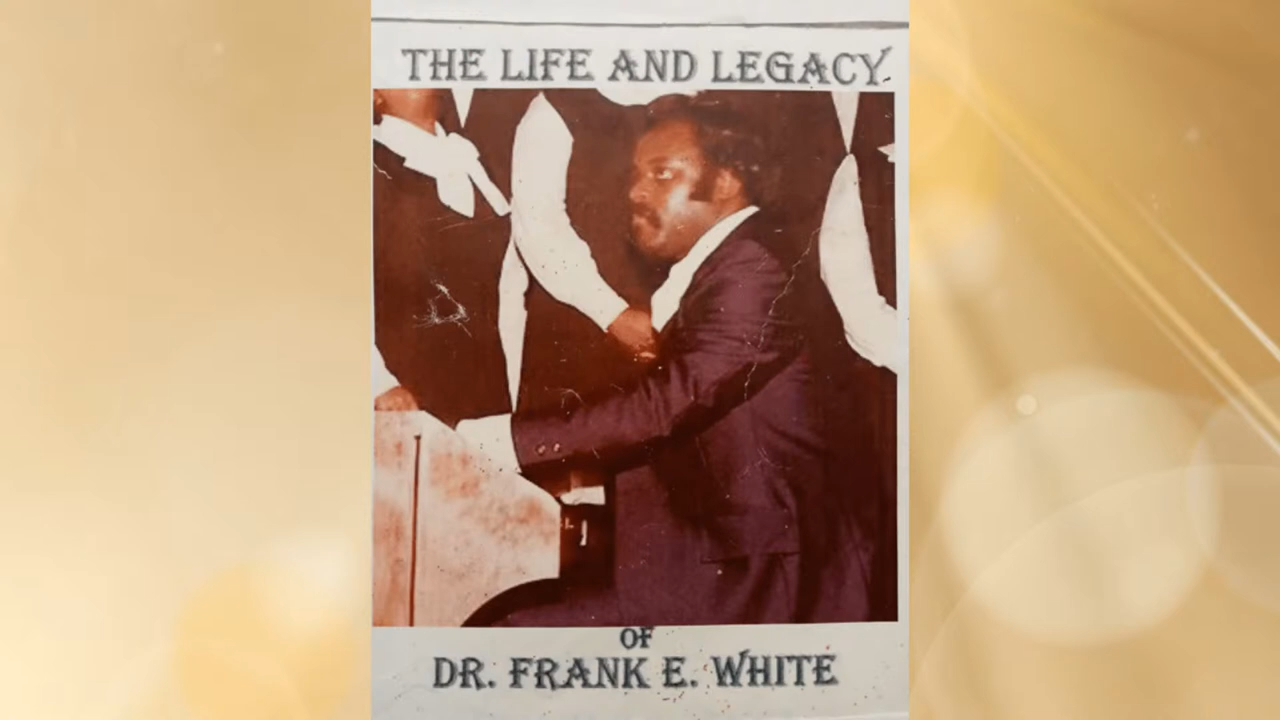 THE LIFE AND LEGACY
OF
DR. FRANK E. WHITE